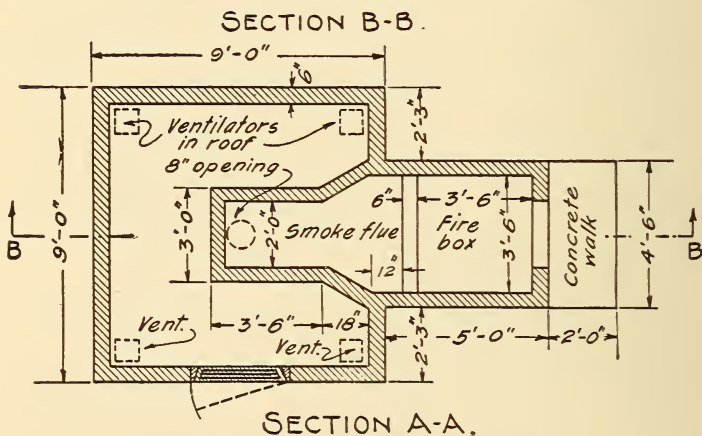 SECTION B-B.
9'-0"
6"
2'-3"
Ventilators
in roof
8" opening
3'-0"
2'-0"
Smoke flue
6"
3'-6"
Fire
box
3'-6"
Concrete
walk
4'-6"
B
9'-0"
B
12"
3'-6"
18"
Vent.
Vent.
2'-3"
5'-0"
2'-0"
SECTION A-A.